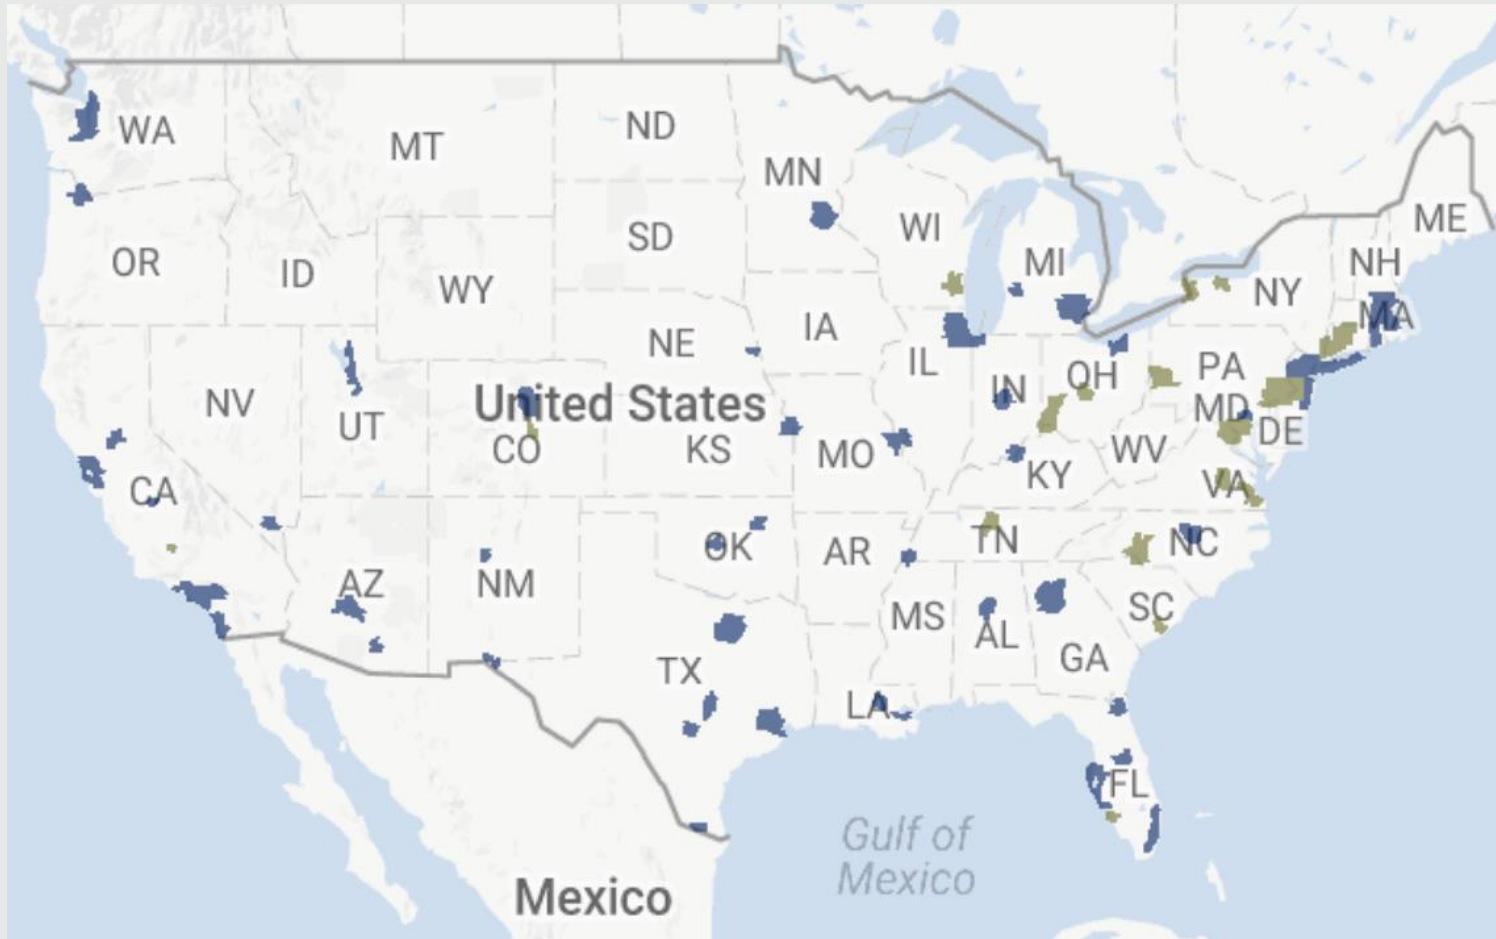 WA
MT
ND
MN
ME
OR
ID
SD
WI
MI
NH
WY
NY
MA
NE
IA
IL
IN
OH
PA
NV
UT
United States
MD
DE
CO
KS
MO
WV
KY
VA
CA
OK
AR
TN
NC
AZ
NM
MS
AL
SC
GA
TX
LA
FL
Gulf of
Mexico
Mexico